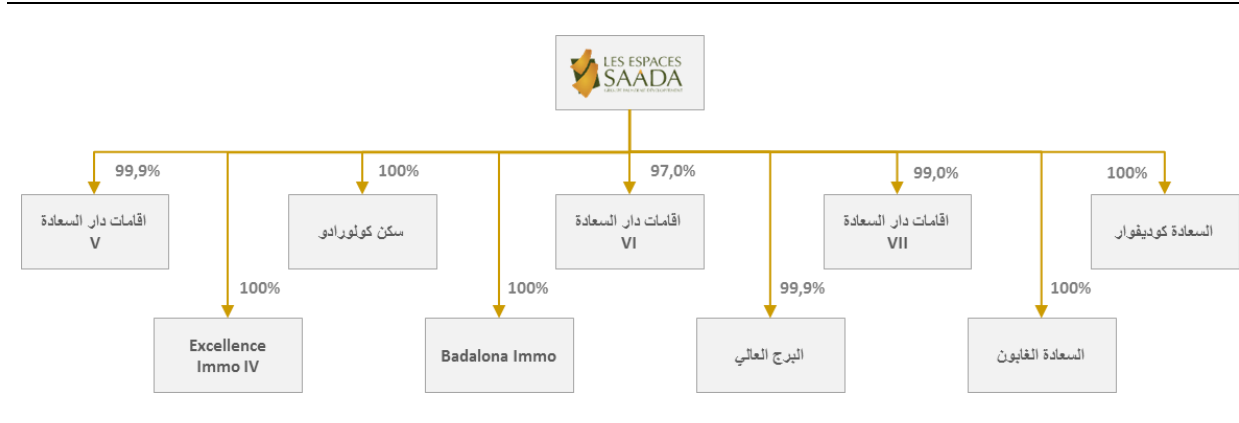 LES ESPACES
SAADA
99,9%
100%
97,0%
99,0%
100%
اقامات دار السعادة
V
سكن كولورادو
اقامات دار السعادة
VI
اقامات دار السعادة
VII
السعادة كوديفوار
100%
100%
99,9%
100%
Excellence
Immo IV
Badalona Immo
البرج العالي
السعادة الغابون